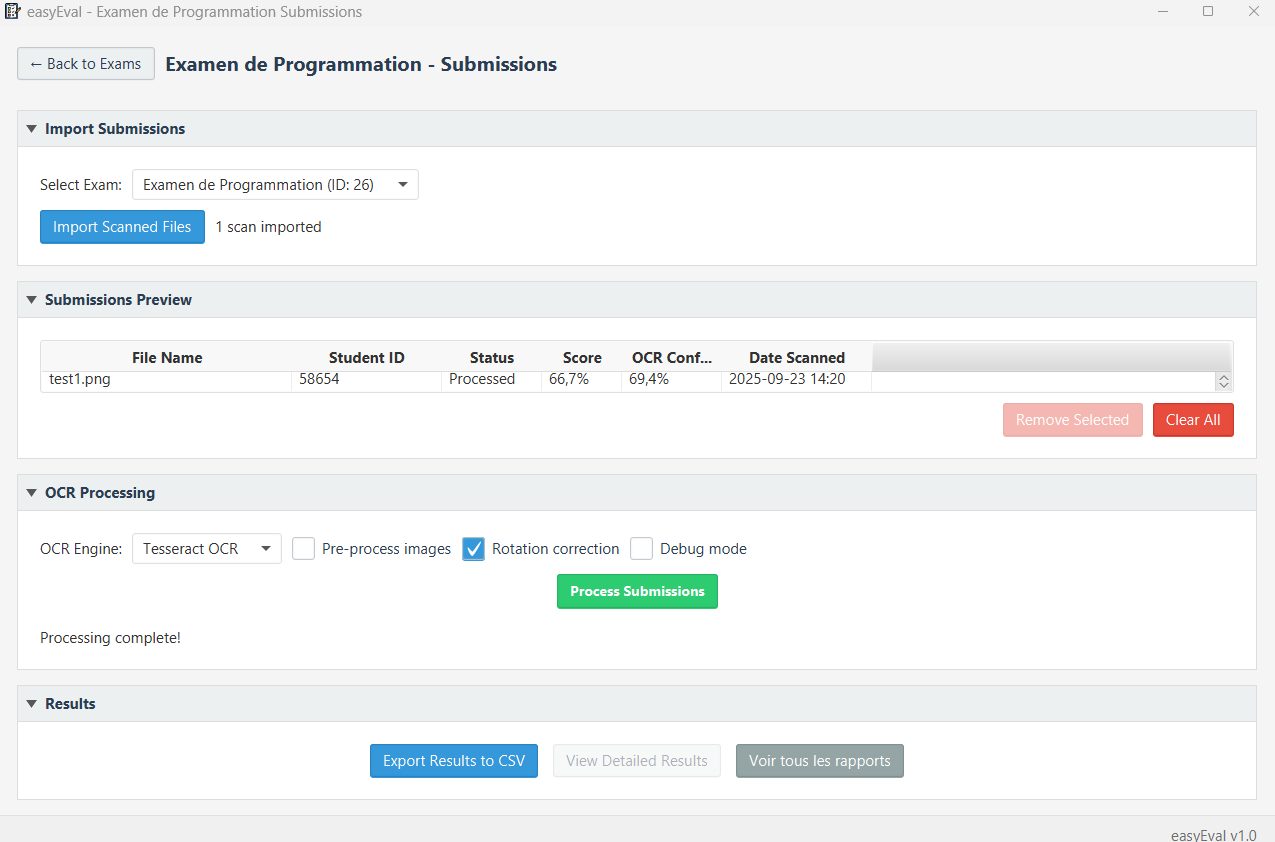 easyEval - Examen de Programmation Submissions
← Back to Exams Examen de Programmation - Submissions
Import Submissions
Select Exam: Examen de Programmation (ID: 26)
Import Scanned Files 1 scan imported
Submissions Preview
File Name Student ID Status Score OCR Conf... Date Scanned
test1.png 58654 Processed 66,7% 69,4% 2025-09-23 14:20
Remove Selected Clear All
OCR Processing
OCR Engine: Tesseract OCR Pre-process images Rotation correction Debug mode
Process Submissions
Processing complete!
Results
Export Results to CSV View Detailed Results Voir tous les rapports
easyEval v1.0